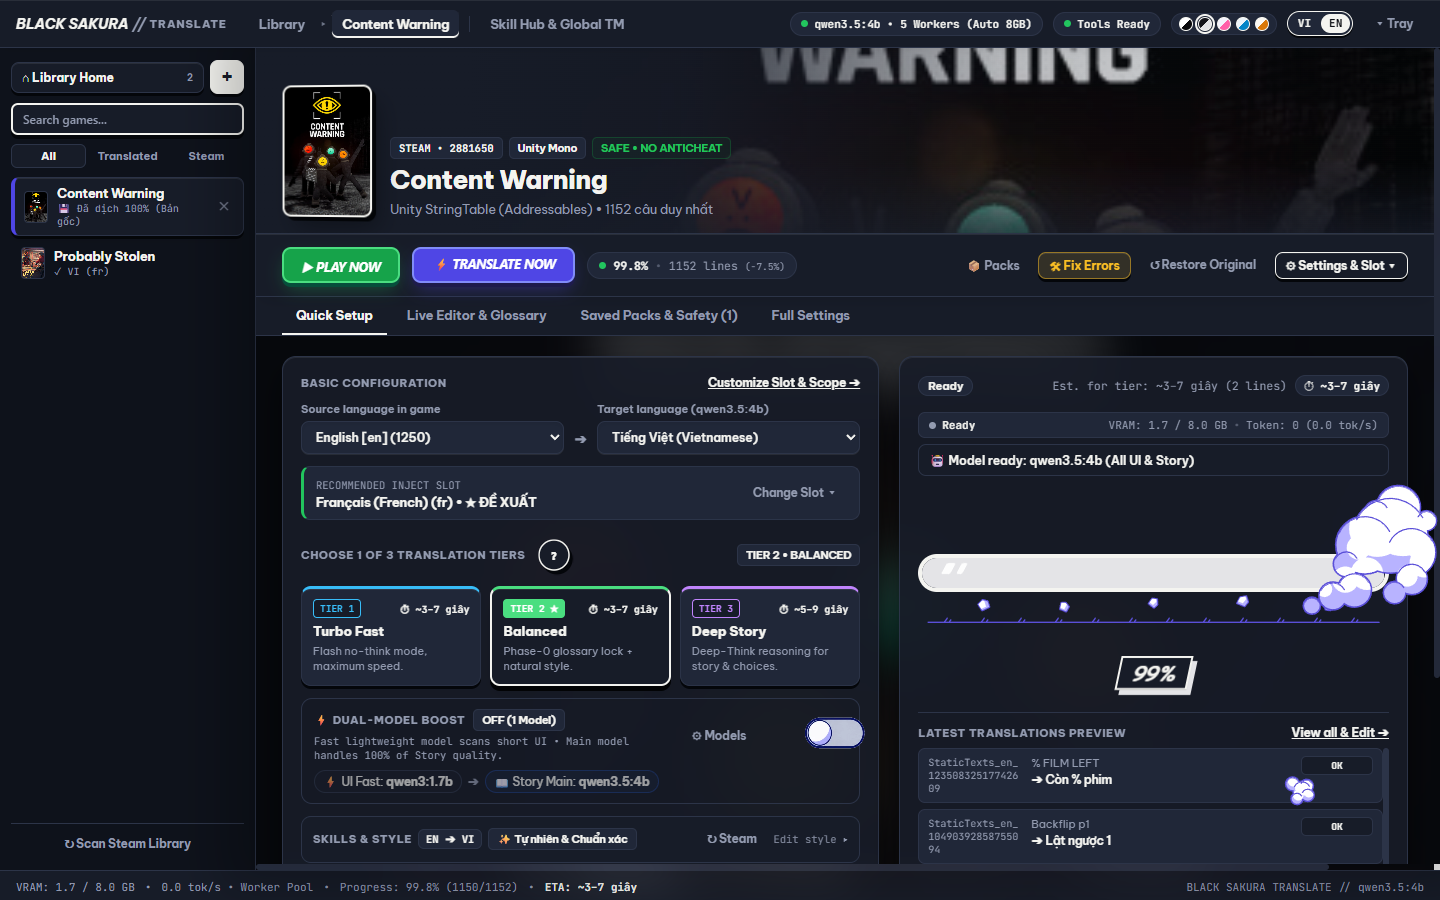 BLACK SAKURA // TRANSLATE
Library
Content Warning
Skill Hub & Global TM
qwen3.5:4b • 5 Workers (Auto 8GB)
Tools Ready
VI EN
Tray
Library Home 2
+
Search games...
All Translated Steam
Content Warning
Đã dịch 100% (Bản gốc)
Probably Stolen
✓ VI (fr)
Scan Steam Library
WARNING
CONTENT
WARNING
STEAM • 2881650
Unity Mono
SAFE • NO ANTICHEAT
Content Warning
Unity StringTable (Addressables) • 1152 câu duy nhất
▶ PLAY NOW
⚡ TRANSLATE NOW
99.8% • 1152 lines (-7.5%)
Packs
Fix Errors
↺ Restore Original
Settings & Slot ▾
Quick Setup
Live Editor & Glossary
Saved Packs & Safety (1)
Full Settings
BASIC CONFIGURATION
Customize Slot & Scope ➔
Source language in game
Target language (qwen3.5:4b)
English [en] (1250)
➔
Tiếng Việt (Vietnamese)
RECOMMENDED INJECT SLOT
Français (French) (fr) • ★ ĐỀ XUẤT
Change Slot ▾
CHOOSE 1 OF 3 TRANSLATION TIERS
?
TIER 2 • BALANCED
TIER 1
⏱ ~3-7 giây
Turbo Fast
Flash no-think mode,
maximum speed.
TIER 2 ★
⏱ ~3-7 giây
Balanced
Phase-0 glossary lock +
natural style.
TIER 3
⏱ ~5-9 giây
Deep Story
Deep-Think reasoning for
story & choices.
⚡ DUAL-MODEL BOOST
OFF (1 Model)
Fast lightweight model scans short UI • Main model
handles 100% of Story quality.
⚙ Models
⚡ UI Fast: qwen3:1.7b
➔
Story Main: qwen3.5:4b
SKILLS & STYLE
EN ➔ VI
✨ Tự nhiên & Chuẩn xác
↻ Steam
Edit style ▸
Ready
Est. for tier: ~3-7 giây (2 lines)
⏱ ~3-7 giây
Ready
VRAM: 1.7 / 8.0 GB • Token: 0 (0.0 tok/s)
Model ready: qwen3.5:4b (All UI & Story)
99%
LATEST TRANSLATIONS PREVIEW
View all & Edit ➔
StaticTexts_en_
123508325177426
09
% FILM LEFT
➔ Còn % phim
OK
StaticTexts_en_
104903928587550
94
Backflip p1
➔ Lật ngược 1
OK
VRAM: 1.7 / 8.0 GB • 0.0 tok/s • Worker Pool • Progress: 99.8% (1150/1152) • ETA: ~3-7 giây
BLACK SAKURA TRANSLATE // qwen3.5:4b